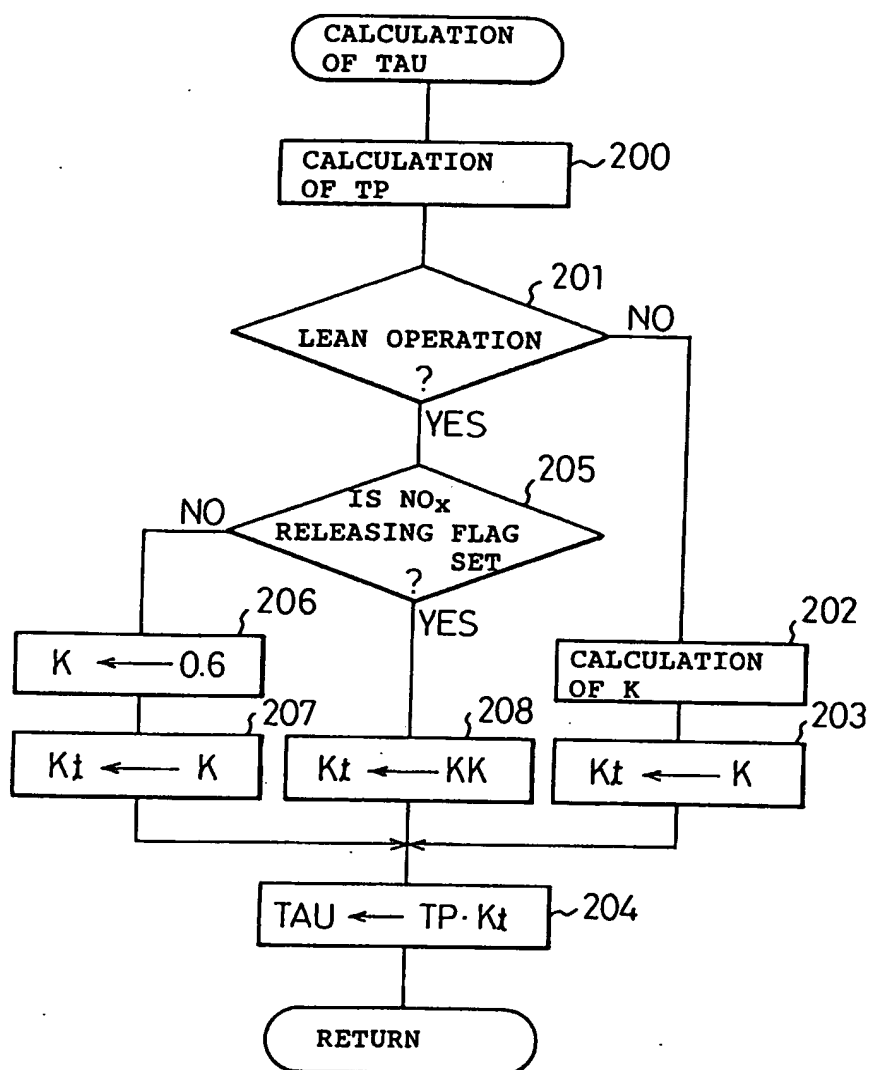 CALCULATION
OF TAU
CALCULATION
OF TP
200
201
LEAN OPERATION
?
NO
YES
205
IS NOx
RELEASING FLAG
SET
?
NO
YES
206
K ← 0.6
202
CALCULATION
OF K
207
Kt ← K
208
Kt ← KK
203
Kt ← K
TAU ← TP·Kt
204
RETURN